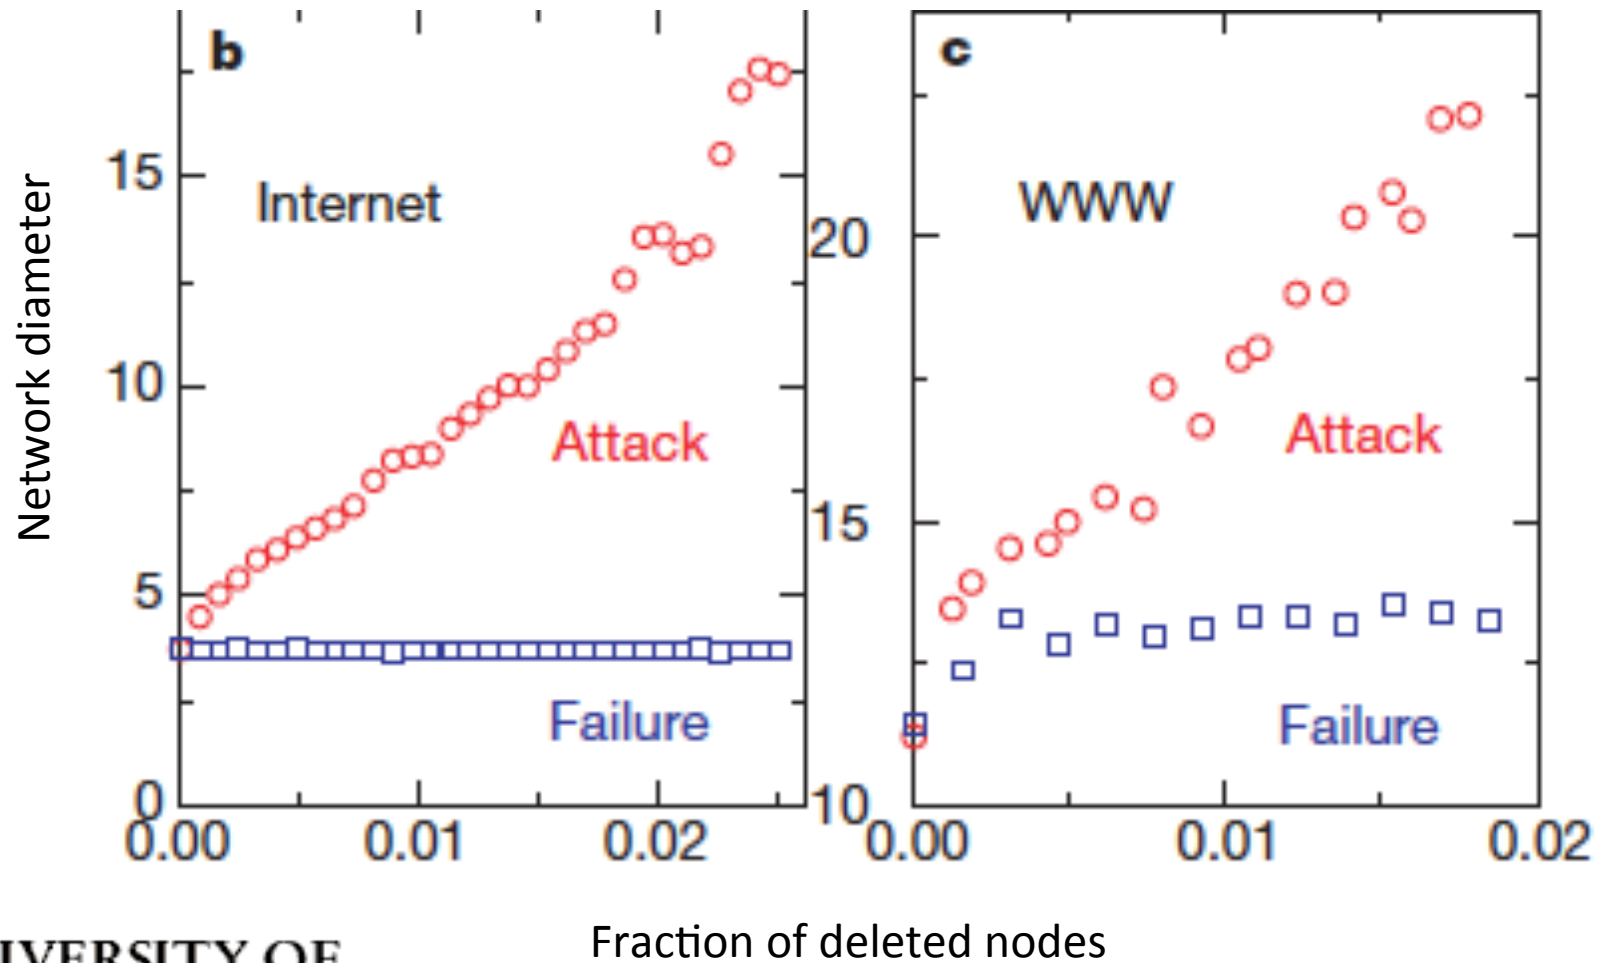 b
Internet
Attack
Failure
Network diameter
15
10
5
0
0.00
0.01
0.02
c
WWW
Attack
Failure
20
15
10
0.00
0.01
0.02
Fraction of deleted nodes
OF